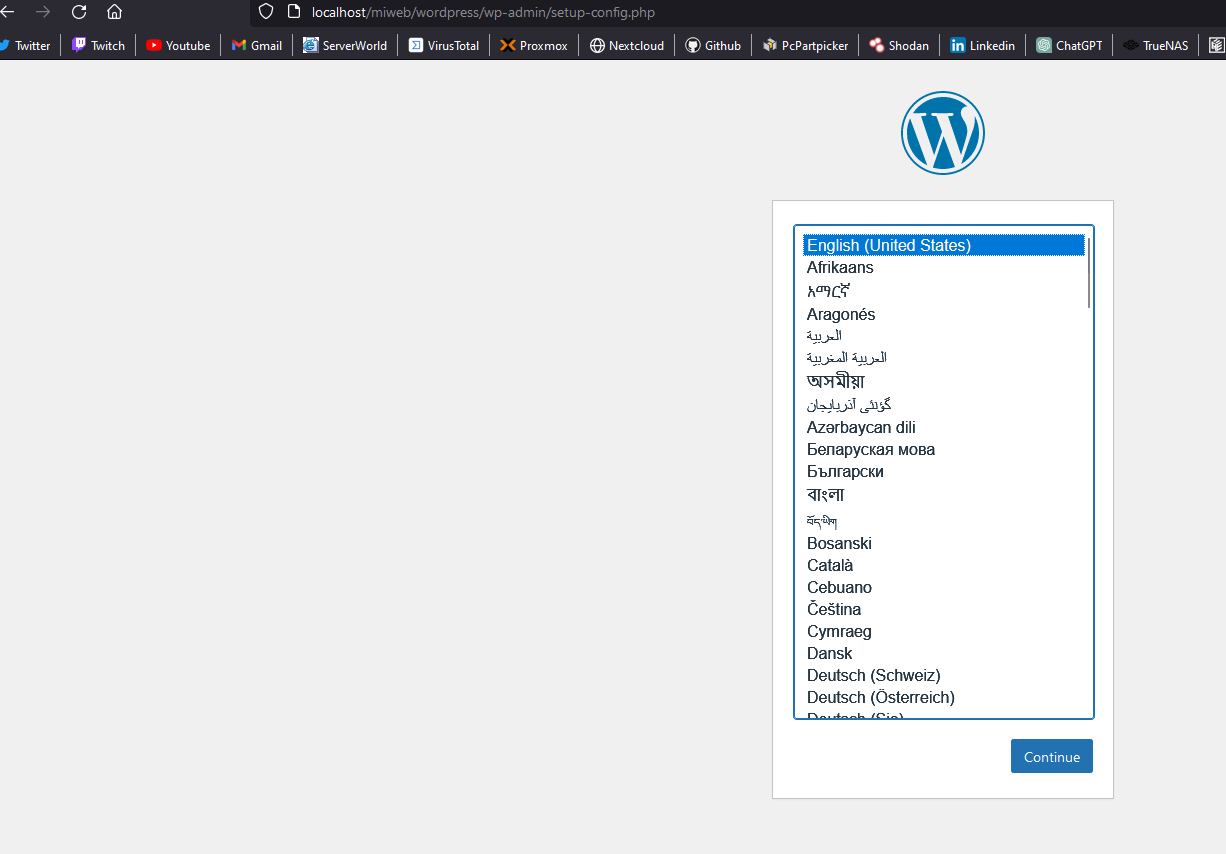 localhost/miweb/wordpress/wp-admin/setup-config.php
Twitter Twitch Youtube Gmail ServerWorld VirusTotal Proxmox Nextcloud Github PcPartpicker Shodan Linkedin ChatGPT TrueNAS
English (United States)
Afrikaans
አማርኛ
Aragonés
العربية
العربية المغربية
অসমীয়া
گؤنئی آذربایجان
Azərbaycan dili
Беларуская мова
Български
বাংলা
བོད་ཡིག
Bosanski
Català
Cebuano
Čeština
Cymraeg
Dansk
Deutsch (Schweiz)
Deutsch (Österreich)
Deutsch (Sie)
Continue